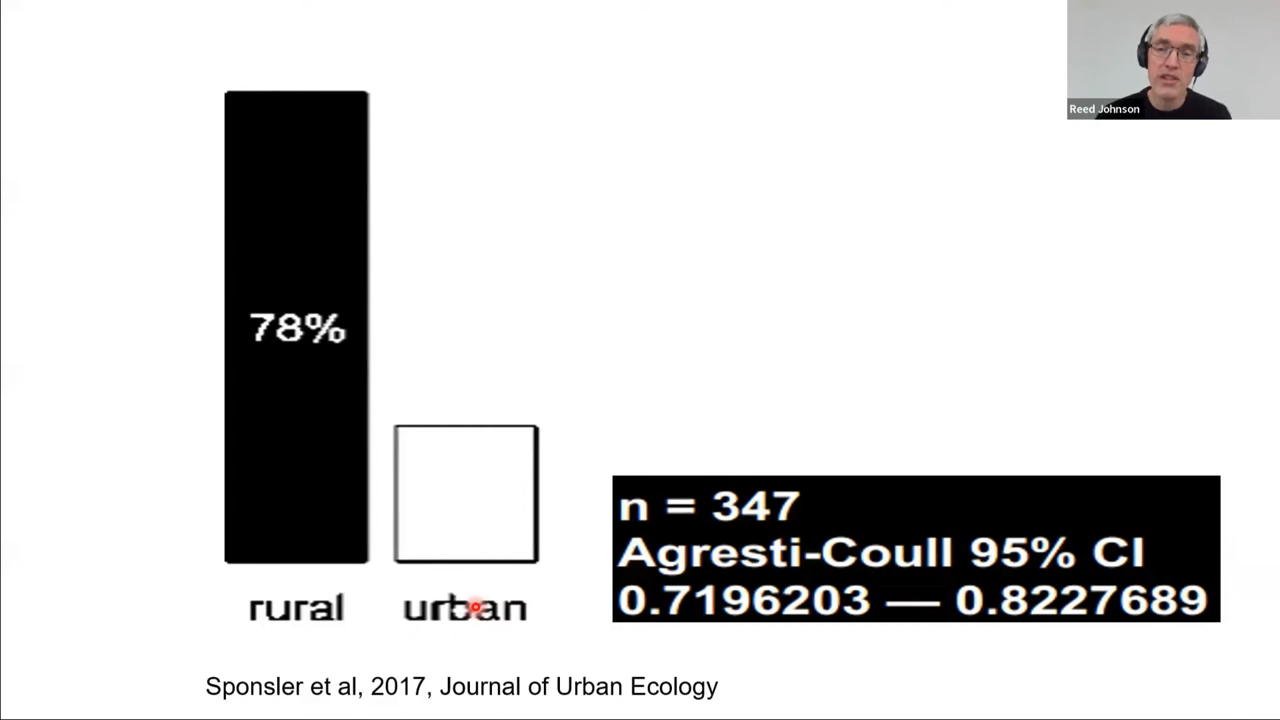 Reed Johnson
78%
rural urban
n = 347
Agresti-Coull 95% CI
0.7196203 — 0.8227689
Sponsler et al, 2017, Journal of Urban Ecology